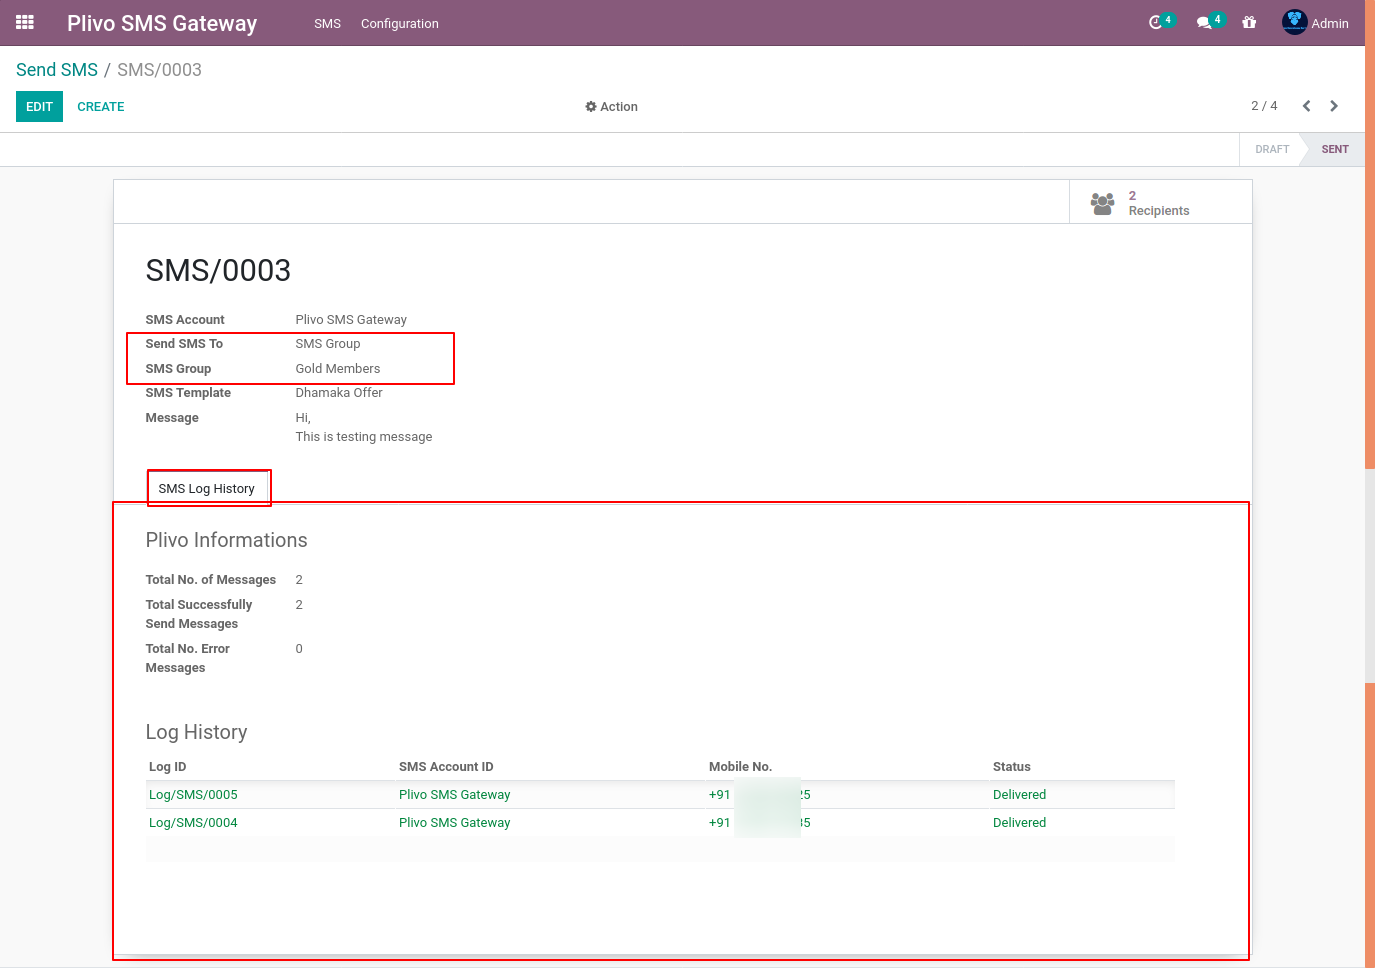 Plivo SMS Gateway SMS Configuration 4 4 Admin
Send SMS / SMS/0003
EDIT CREATE Action 2 / 4
DRAFT SENT
2
Recipients
SMS/0003
SMS Account Plivo SMS Gateway
Send SMS To SMS Group
SMS Group Gold Members
SMS Template Dhamaka Offer
Message Hi,
This is testing message
SMS Log History
Plivo Informations
Total No. of Messages 2
Total Successfully 2
Send Messages
Total No. Error 0
Messages
Log History
Log ID SMS Account ID Mobile No. Status
Log/SMS/0005 Plivo SMS Gateway +91 25 Delivered
Log/SMS/0004 Plivo SMS Gateway +91 35 Delivered